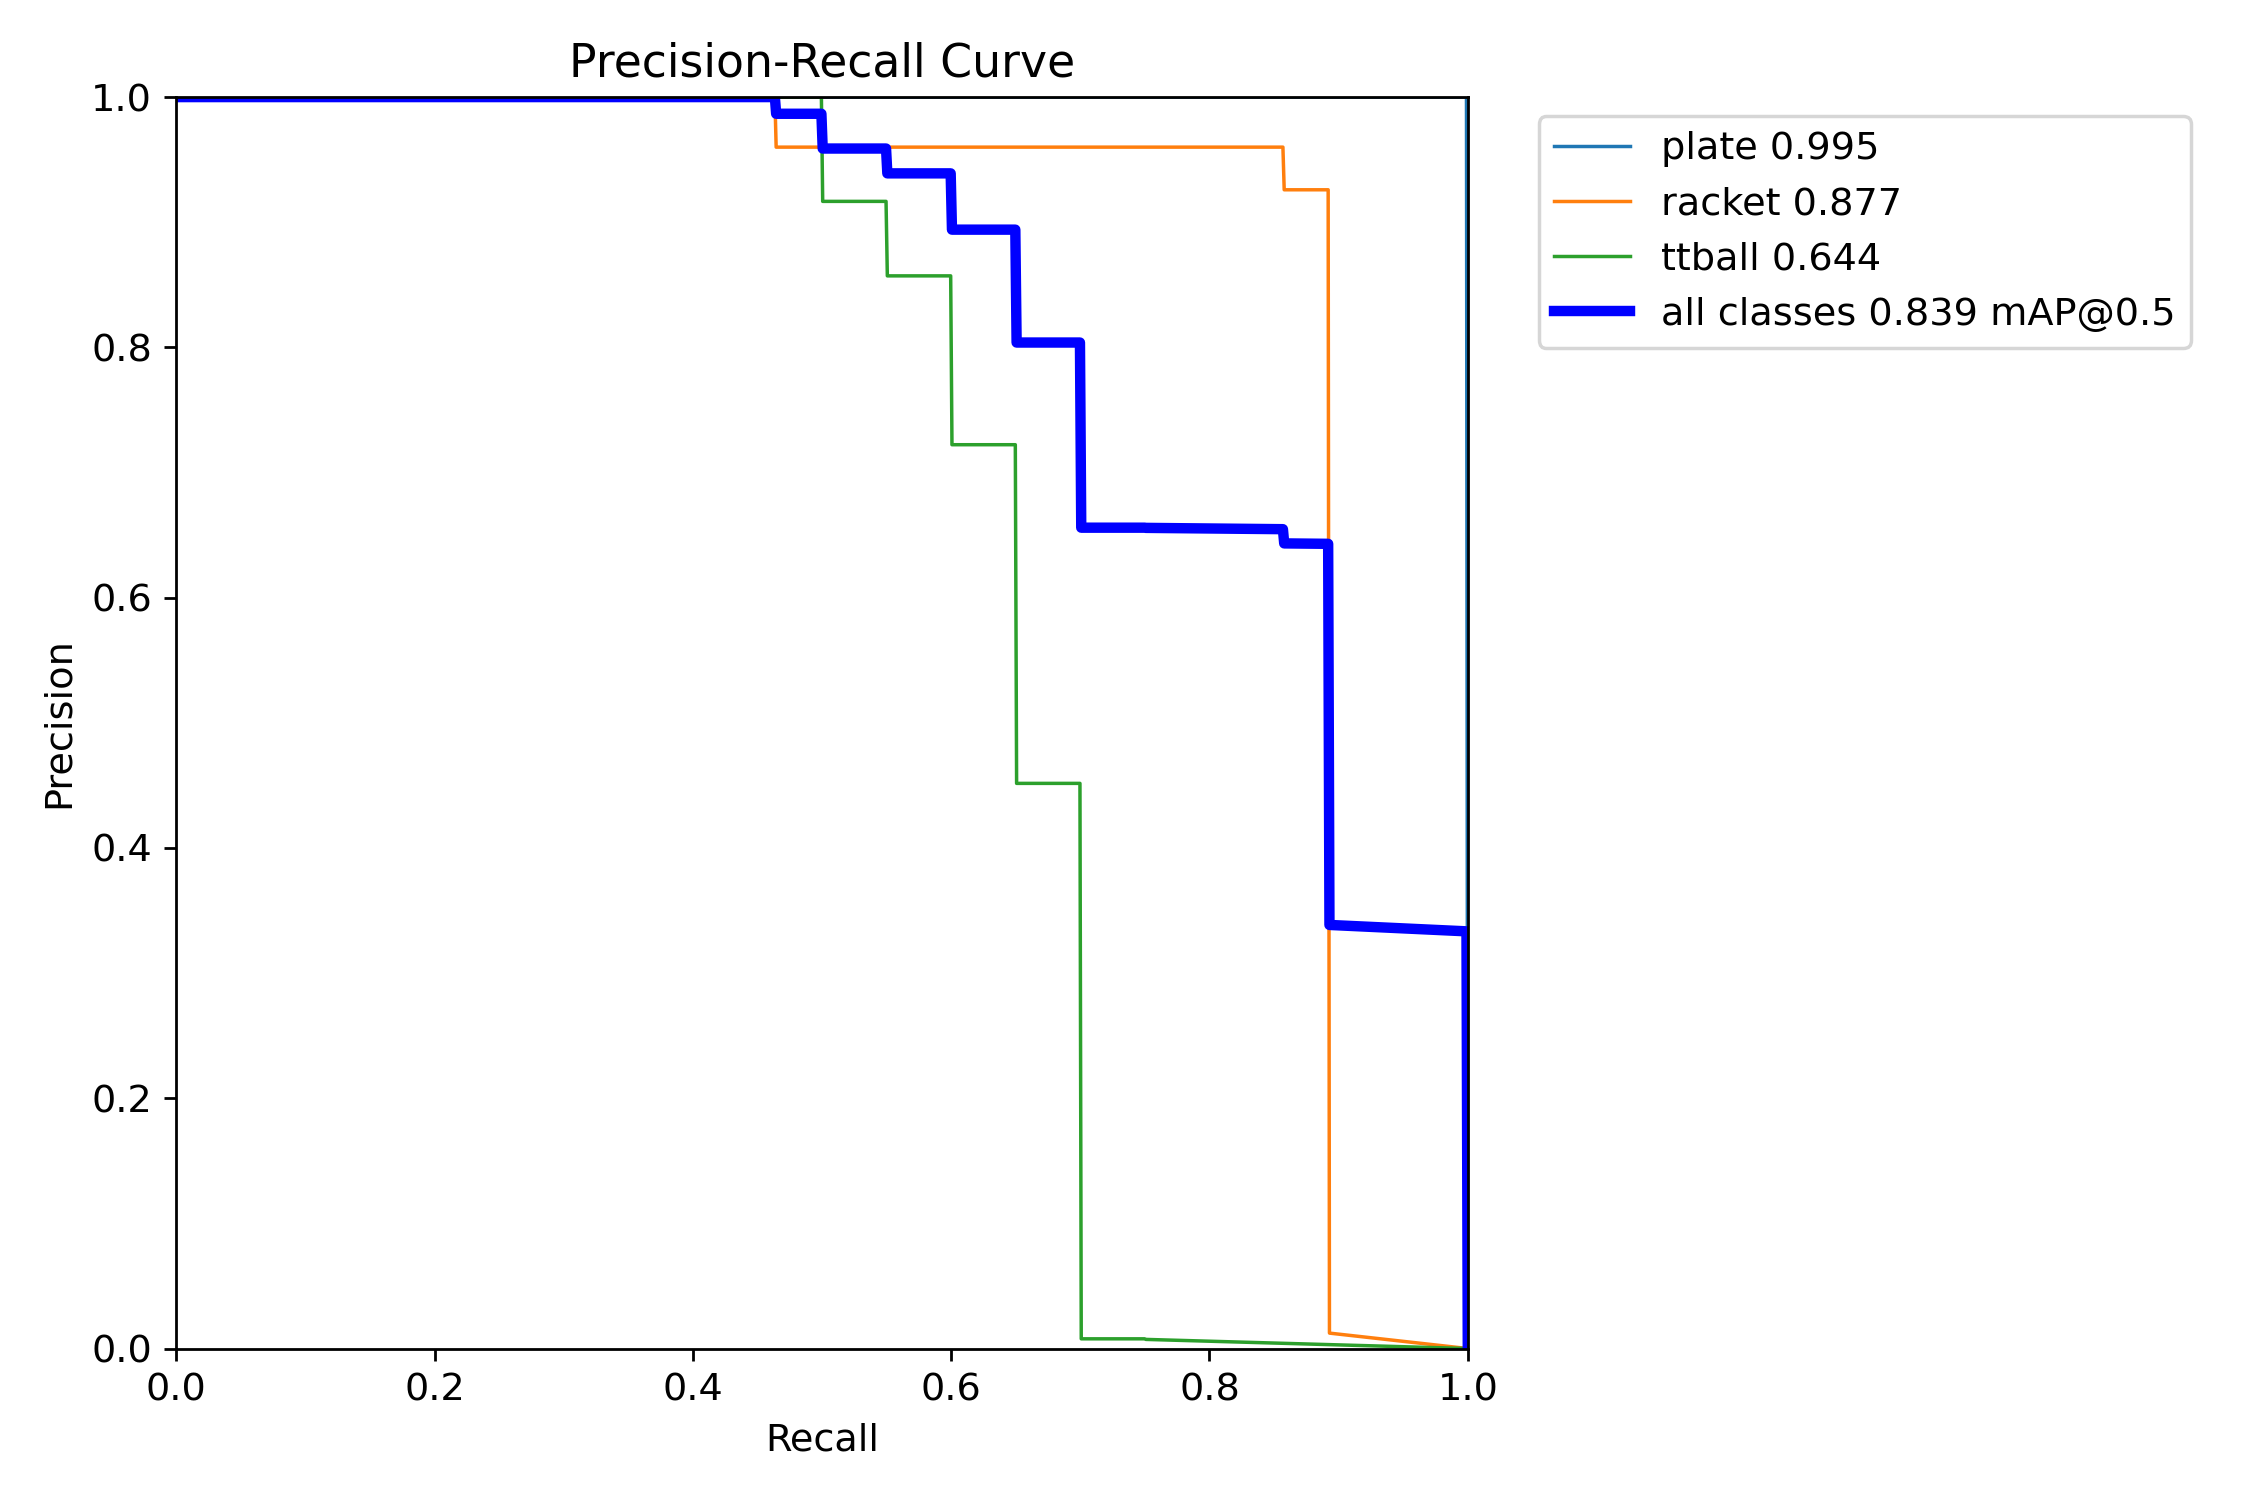 Precision-Recall Curve
1.0
0.8
0.6
0.4
0.2
0.0
Precision
0.0 0.2 0.4 0.6 0.8 1.0
Recall
plate 0.995
racket 0.877
ttball 0.644
all classes 0.839 mAP@0.5